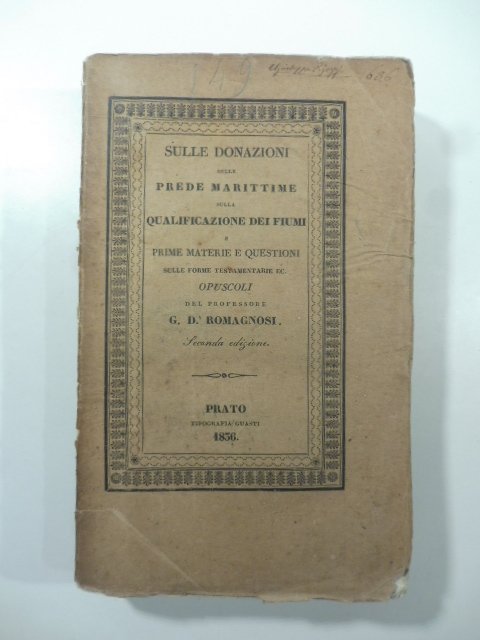 149
SULLE DONAZIONI
DELLE
PREDE MARITTIME
SULLA
QUALIFICAZIONE DEI FIUMI
E
PRIME MATERIE E QUESTIONI
SULLE FORME TESTAMENTARIE EC.
OPUSCOLI
DEL PROFESSORE
G. D. ROMAGNOSI.
Seconda edizione.
PRATO
TIPOGRAFIA GUASTI
1836.